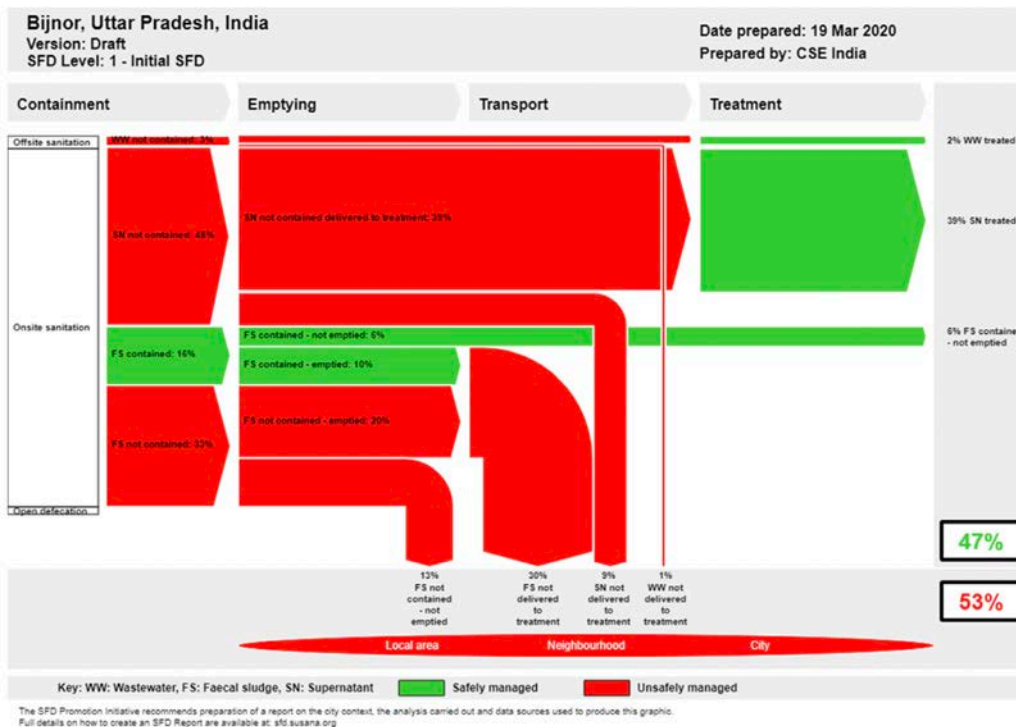 Bijnor, Uttar Pradesh, India
Version: Draft
SFD Level: 1 - Initial SFD
Date prepared: 19 Mar 2020
Prepared by: CSE India
Containment
Emptying
Transport
Treatment
Offsite sanitation
WW not contained: 3%
2% WW treated
SN not contained: 48%
SN not contained delivered to treatment: 39%
39% SN treated
Onsite sanitation
FS contained - not emptied: 6%
6% FS containe
- not emptied
FS contained: 16%
FS contained - emptied: 10%
FS not contained - emptied: 20%
FS not contained: 33%
Open defecation
47%
13%
FS not
contained
- not
emptied
30%
FS not
delivered
to
treatment
9%
SN not
delivered
to
treatment
1%
WW not
delivered
to
treatment
53%
Local area
Neighbourhood
City
Key: WW: Wastewater, FS: Faecal sludge, SN: Supernatant
Safely managed
Unsafely managed
The SFD Promotion Initiative recommends preparation of a report on the city context, the analysis carried out and data sources used to produce this graphic.
Full details on how to create an SFD Report are available at: sfd.susana.org